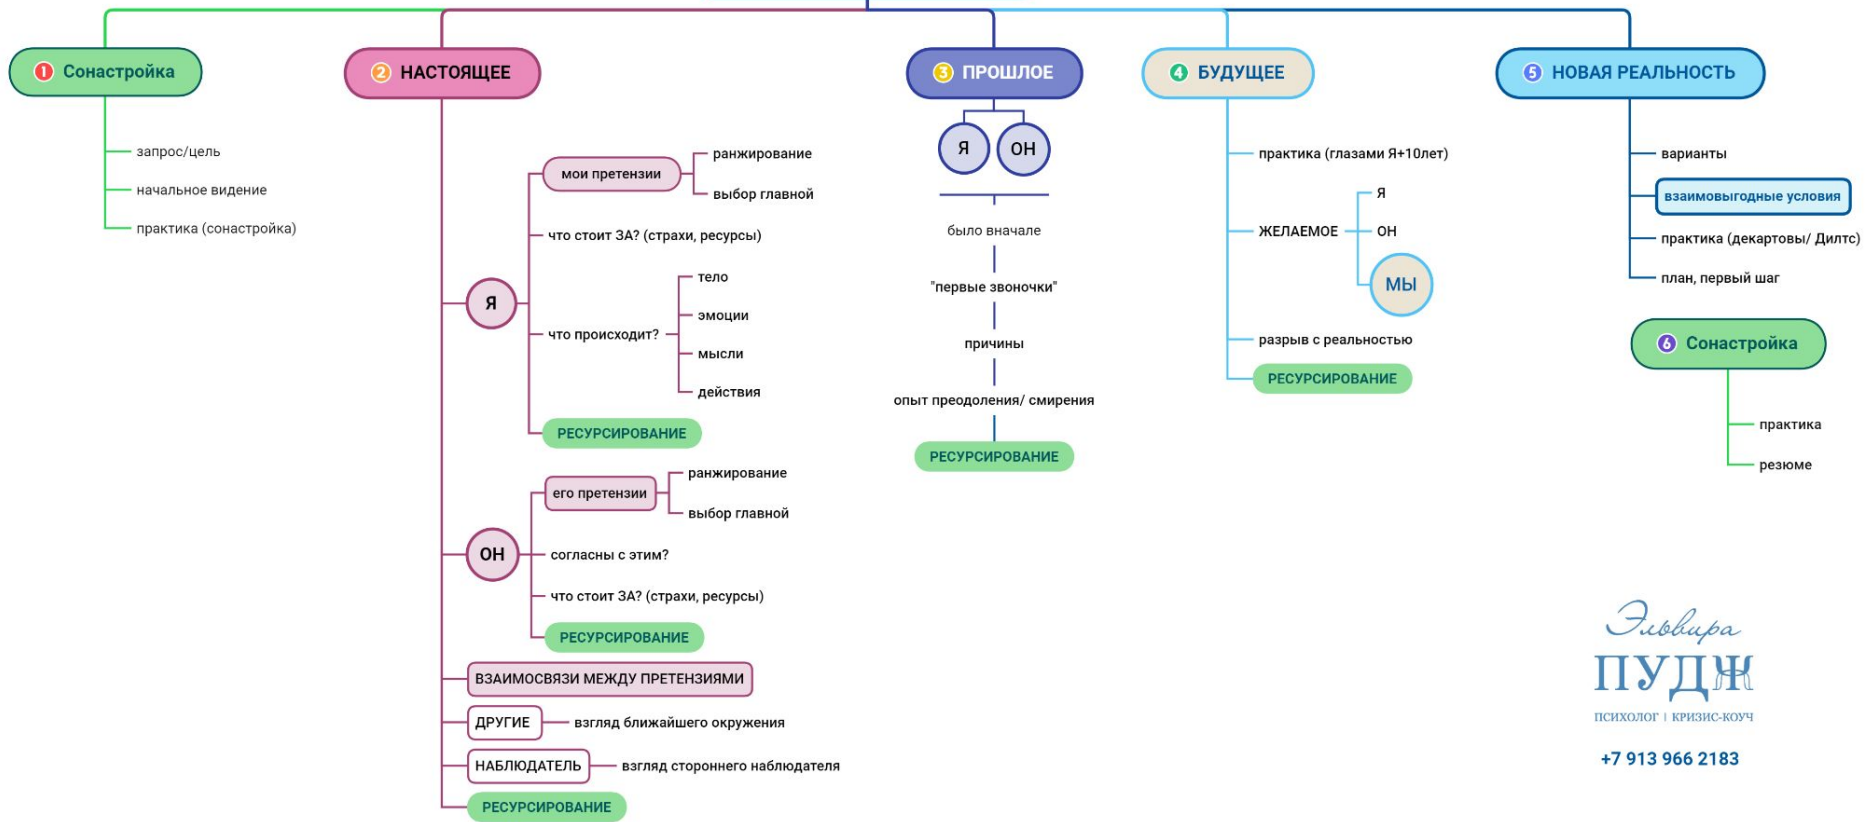 1 Сонастройка
запрос/цель
начальное видение
практика (сонастройка)
2 НАСТОЯЩЕЕ
Я
мои претензии
ранжирование
выбор главной
что стоит ЗА? (страхи, ресурсы)
что происходит?
тело
эмоции
мысли
действия
РЕСУРСИРОВАНИЕ
ОН
его претензии
ранжирование
выбор главной
согласны с этим?
что стоит ЗА? (страхи, ресурсы)
РЕСУРСИРОВАНИЕ
ВЗАИМОСВЯЗИ МЕЖДУ ПРЕТЕНЗИЯМИ
ДРУГИЕ
взгляд ближайшего окружения
НАБЛЮДАТЕЛЬ
взгляд стороннего наблюдателя
РЕСУРСИРОВАНИЕ
3 ПРОШЛОЕ
Я
ОН
было вначале
"первые звоночки"
причины
опыт преодоления/ смирения
РЕСУРСИРОВАНИЕ
4 БУДУЩЕЕ
практика (глазами Я+10лет)
ЖЕЛАЕМОЕ
Я
ОН
МЫ
разрыв с реальностью
РЕСУРСИРОВАНИЕ
5 НОВАЯ РЕАЛЬНОСТЬ
варианты
взаимовыгодные условия
практика (декартовы/ Дилтс)
план, первый шаг
6 Сонастройка
практика
резюме
Эльвира
ПУДЖ
ПСИХОЛОГ | КРИЗИС-КОУЧ
+7 913 966 2183